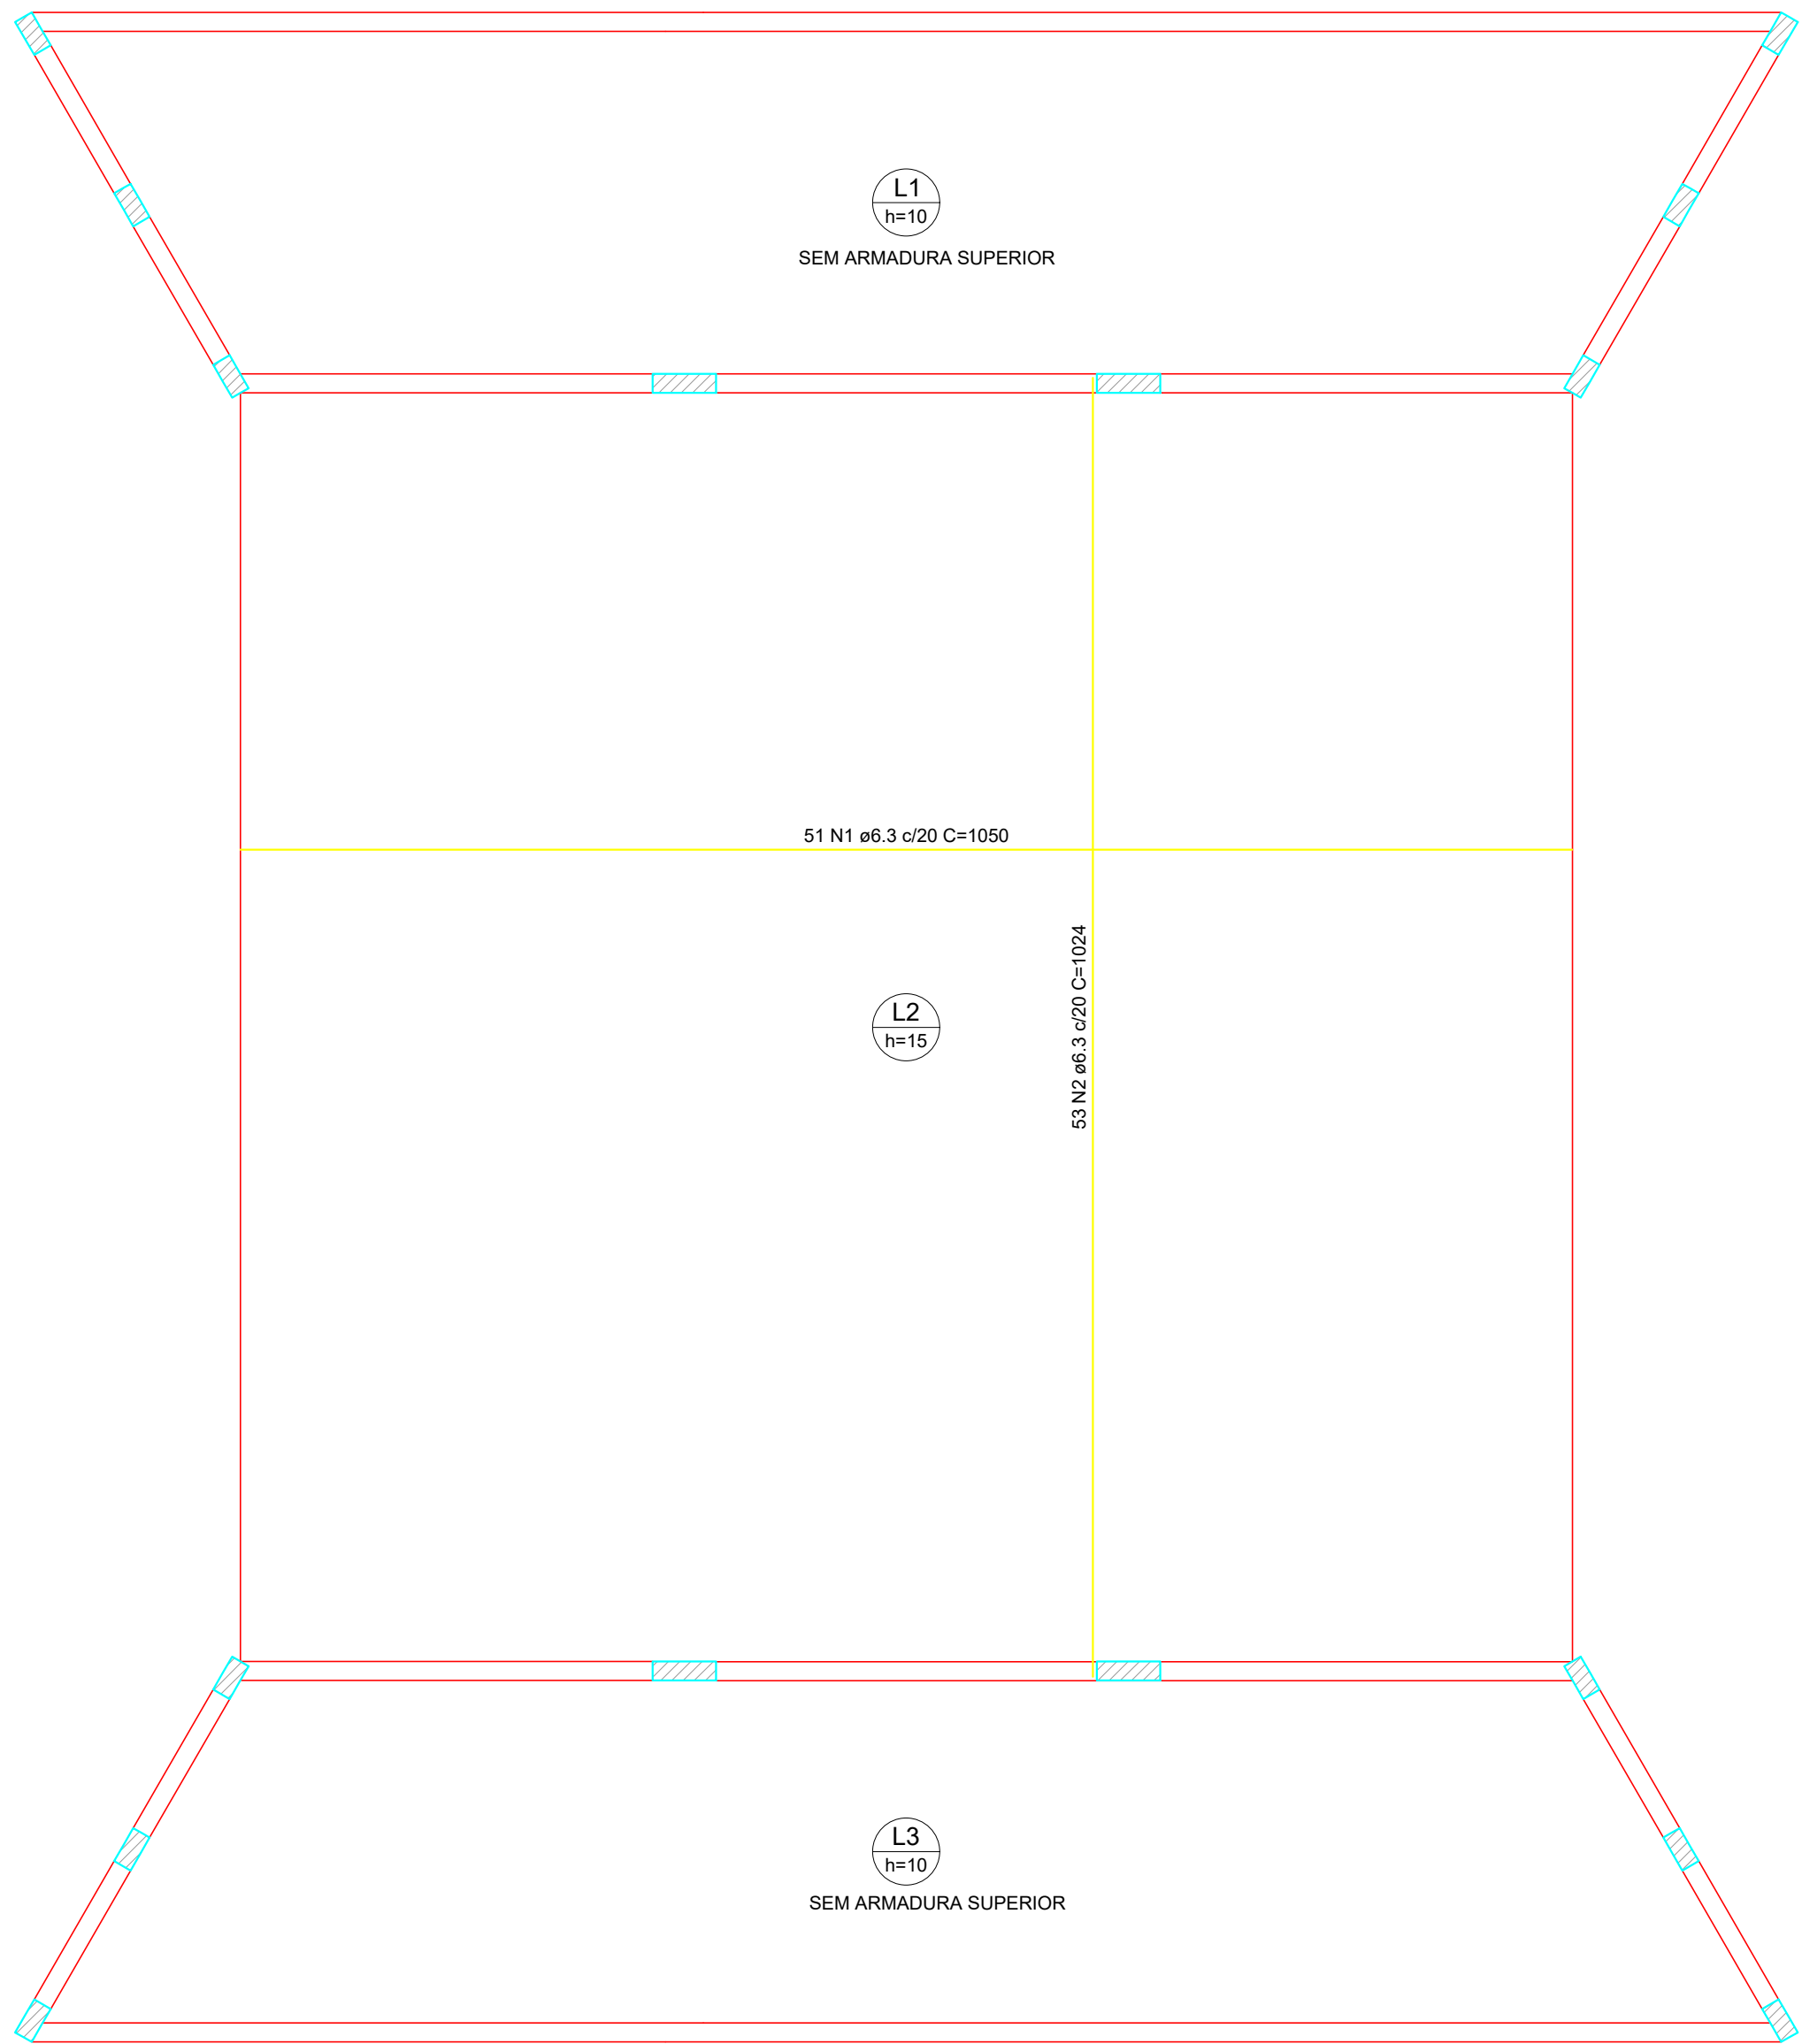 L1
h=10
SEM ARMADURA SUPERIOR
51 N1 ø6.3 c/20 C=1050
53 N2 ø6.3 c/20 C=1024
L2
h=15
L3
h=10
SEM ARMADURA SUPERIOR